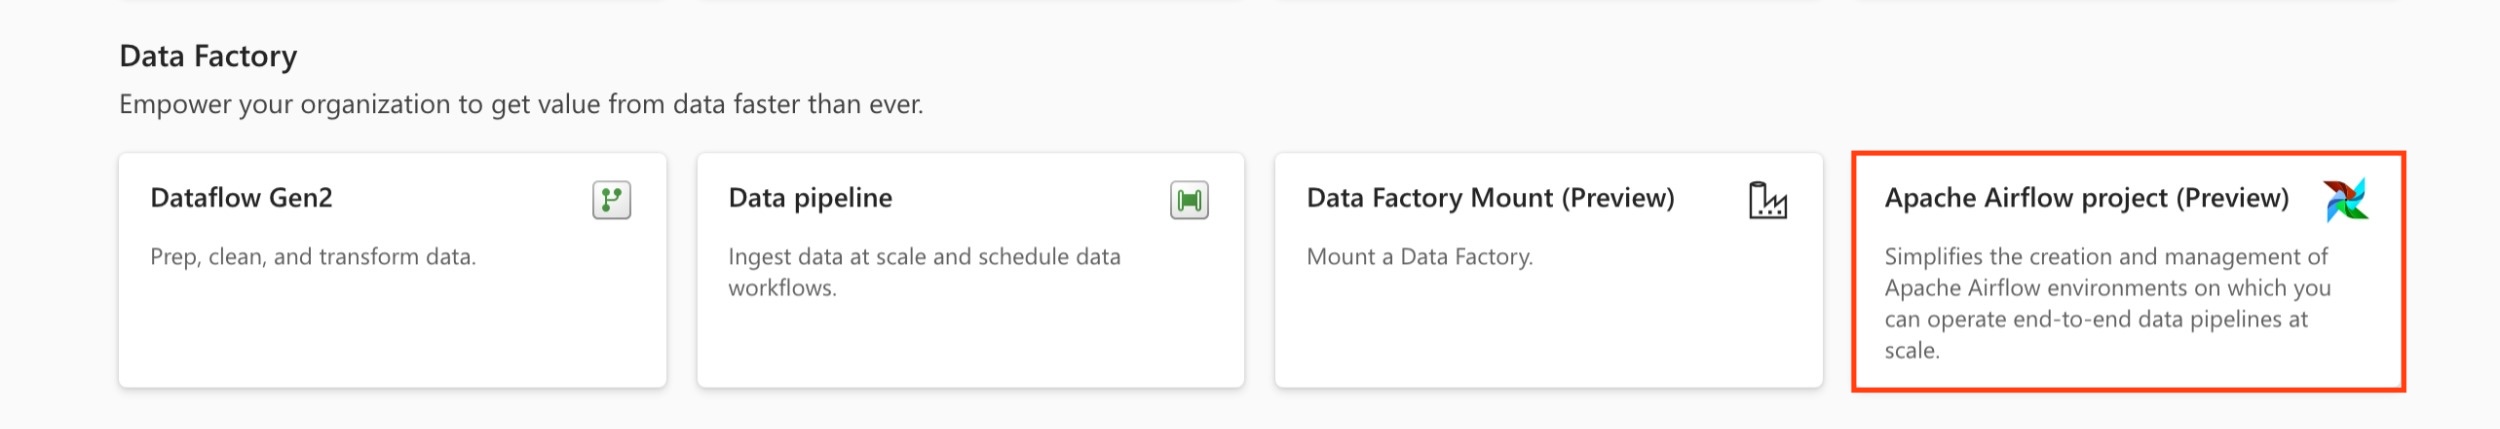 Data Factory
Empower your organization to get value from data faster than ever.
Dataflow Gen2
Prep, clean, and transform data.
Data pipeline
Ingest data at scale and schedule data
workflows.
Data Factory Mount (Preview)
Mount a Data Factory.
Apache Airflow project (Preview)
Simplifies the creation and management of
Apache Airflow environments on which you
can operate end-to-end data pipelines at
scale.